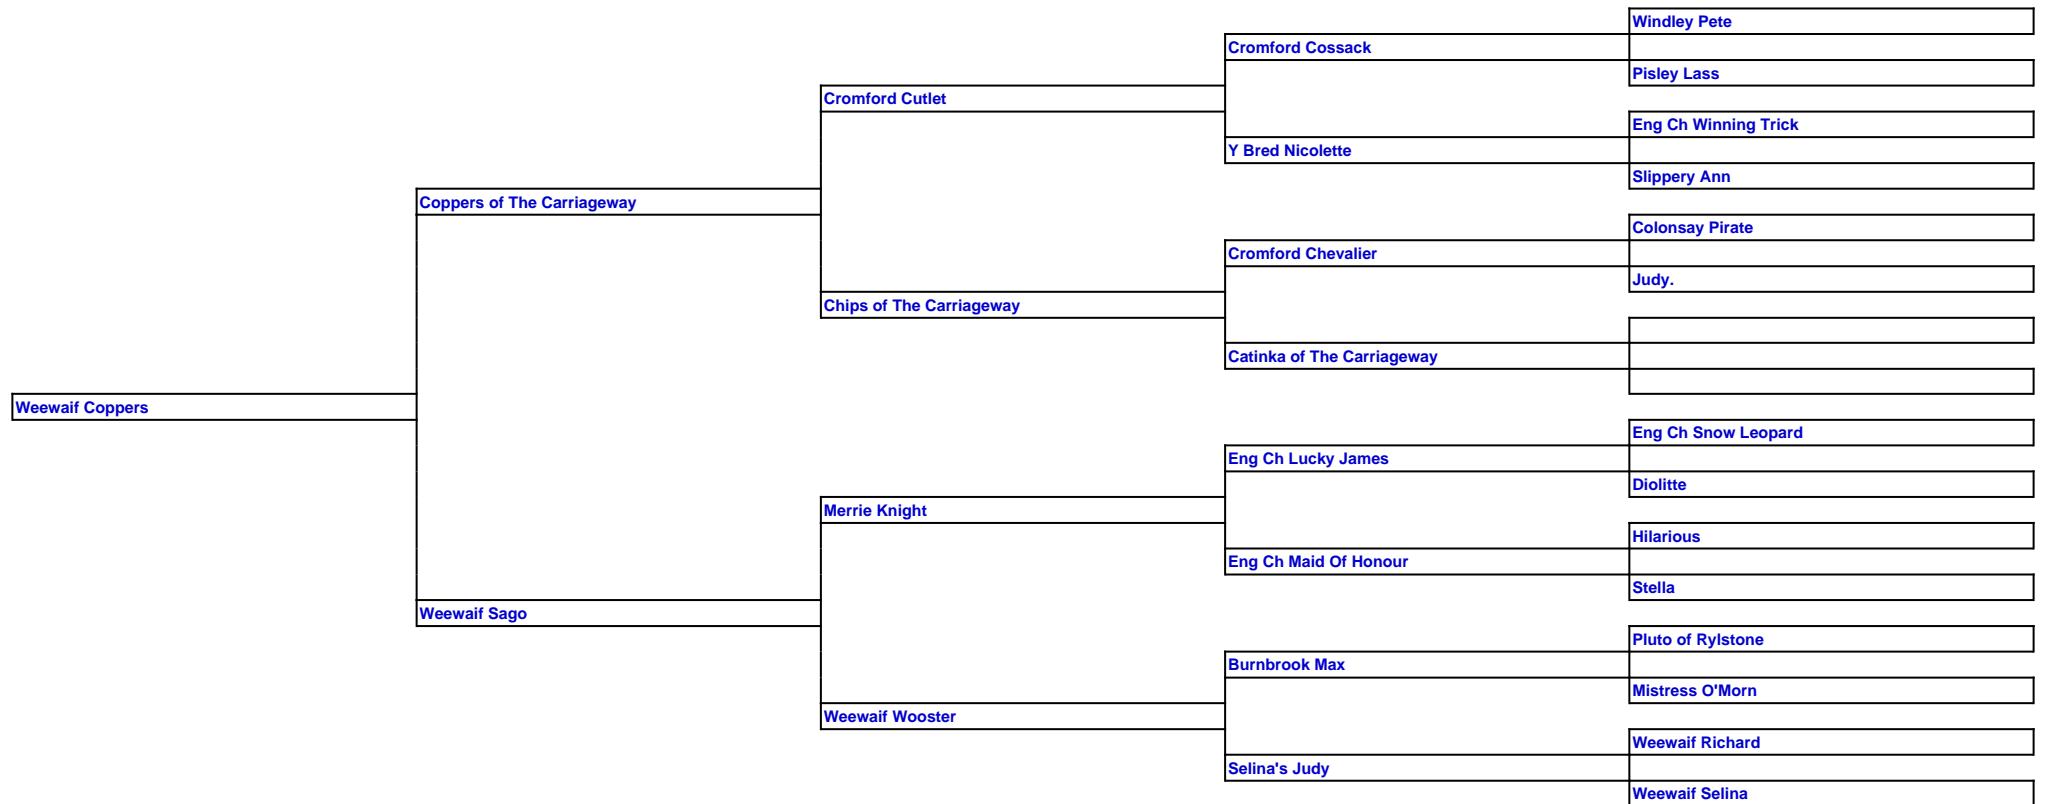 Windley Pete
Cromford Cossack
Pisley Lass
Cromford Cutlet
Eng Ch Winning Trick
Y Bred Nicolette
Slippery Ann
Coppers of The Carriageway
Colonsay Pirate
Cromford Chevalier
Judy.
Chips of The Carriageway
Catinka of The Carriageway
Weewaif Coppers
Eng Ch Snow Leopard
Eng Ch Lucky James
Diolitte
Merrie Knight
Hilarious
Eng Ch Maid Of Honour
Stella
Weewaif Sago
Pluto of Rylstone
Burnbrook Max
Mistress O'Morn
Weewaif Wooster
Weewaif Richard
Selina's Judy
Weewaif Selina